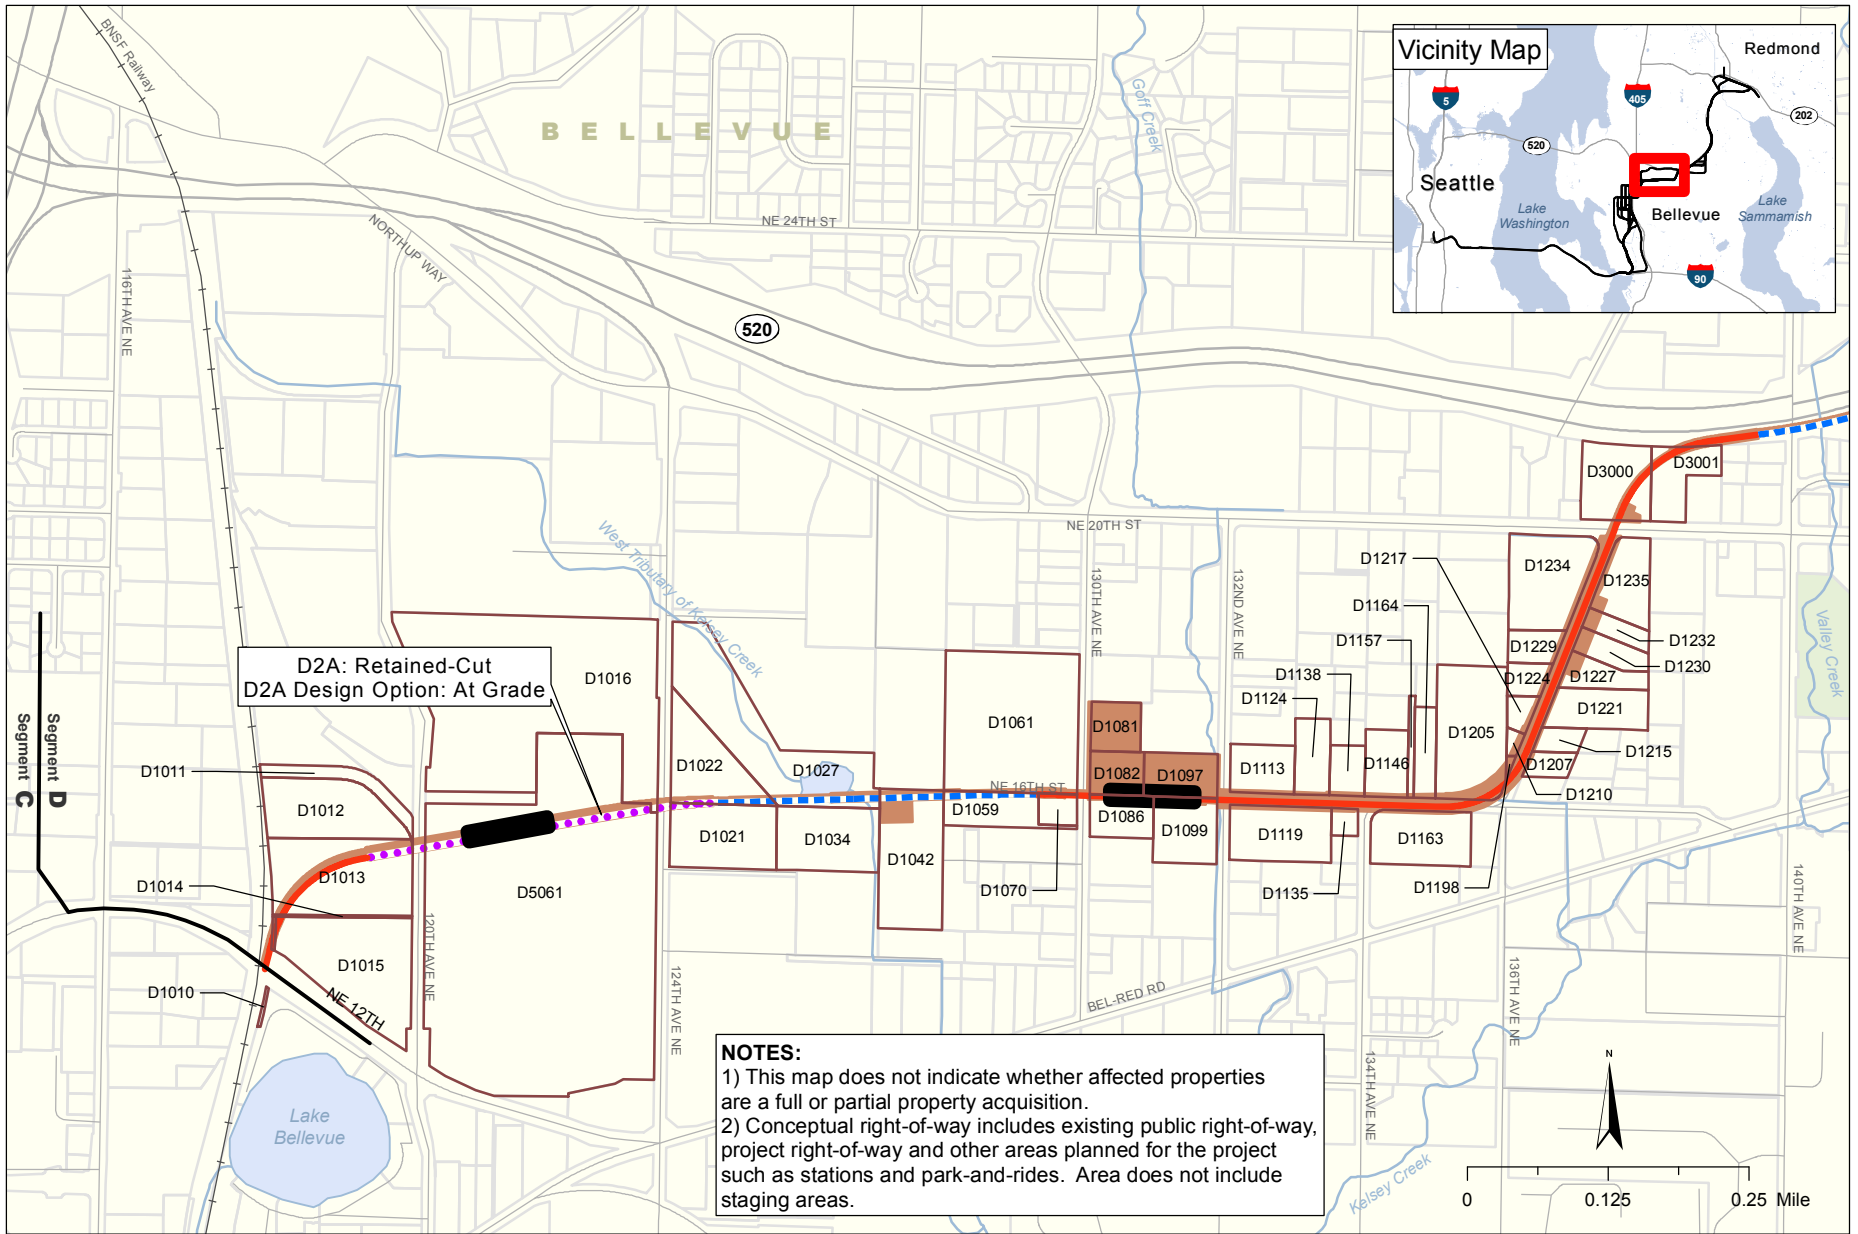 BNSF Railway
BELLEVUE
Goff Creek
Vicinity Map
Redmond
5
405
202
520
Seattle
Lake
Washington
Bellevue
Lake
Sammamish
90
NE 24TH ST
NORTHUP WAY
116TH AVE NE
520
D3000
D3001
NE 20TH ST
West Tributary of Kelsey Creek
130TH AVE NE
132ND AVE NE
D1217
D1234
D1235
D1164
D1157
D1232
D1229
D1230
D1224
D1227
Valley Creek
D2A: Retained-Cut
D2A Design Option: At Grade
D1016
D1138
D1124
D1221
D1061
D1081
D1205
D1215
Segment D
Segment C
D1011
D1022
D1027
D1082
D1097
D1113
D1146
D1207
NE 16TH ST
D1210
D1012
D1059
D1086
D1099
D1119
D1163
D1021
D1034
D1042
D1013
D1014
D5061
D1070
D1135
D1198
120TH AVE NE
140TH AVE NE
D1015
D1010
NE 12TH
124TH AVE NE
BEL-RED RD
136TH AVE NE
134TH AVE NE
Lake
Bellevue
NOTES:
1) This map does not indicate whether affected properties
are a full or partial property acquisition.
2) Conceptual right-of-way includes existing public right-of-way,
project right-of-way and other areas planned for the project
such as stations and park-and-rides. Area does not include
staging areas.
Kelsey Creek
N
0 0.125 0.25 Mile